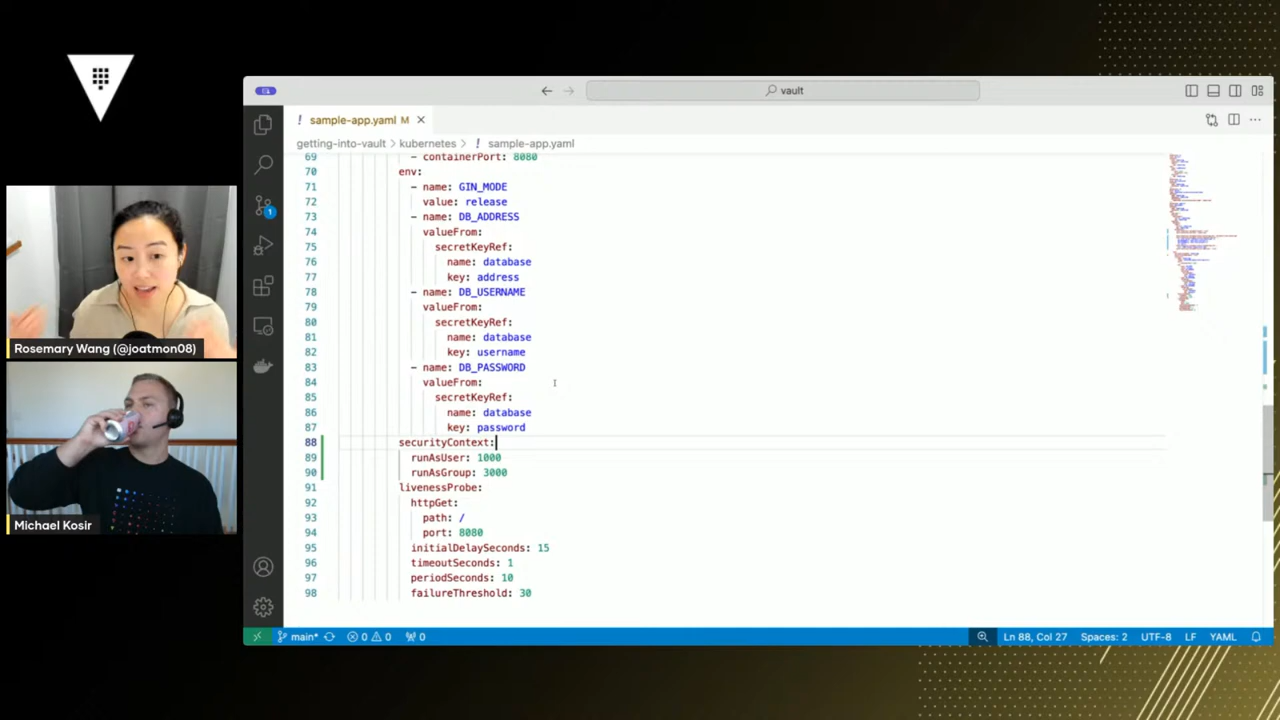 vault
! sample-app.yaml M
getting-into-vault > kubernetes > ! sample-app.yaml
69 - containerPort: 8080
70 env:
71 - name: GIN_MODE
72 value: release
73 - name: DB_ADDRESS
74 valueFrom:
75 secretKeyRef:
76 name: database
77 key: address
78 - name: DB_USERNAME
79 valueFrom:
80 secretKeyRef:
81 name: database
82 key: username
83 - name: DB_PASSWORD
84 valueFrom:
85 secretKeyRef:
86 name: database
87 key: password
88 securityContext:
89 runAsUser: 1000
90 runAsGroup: 3000
91 livenessProbe:
92 httpGet:
93 path: /
94 port: 8080
95 initialDelaySeconds: 15
96 timeoutSeconds: 1
97 periodSeconds: 10
98 failureThreshold: 30
1
Rosemary Wang (@joatmon08)
Michael Kosir
main* 0 0 0 Ln 88, Col 27 Spaces: 2 UTF-8 LF YAML